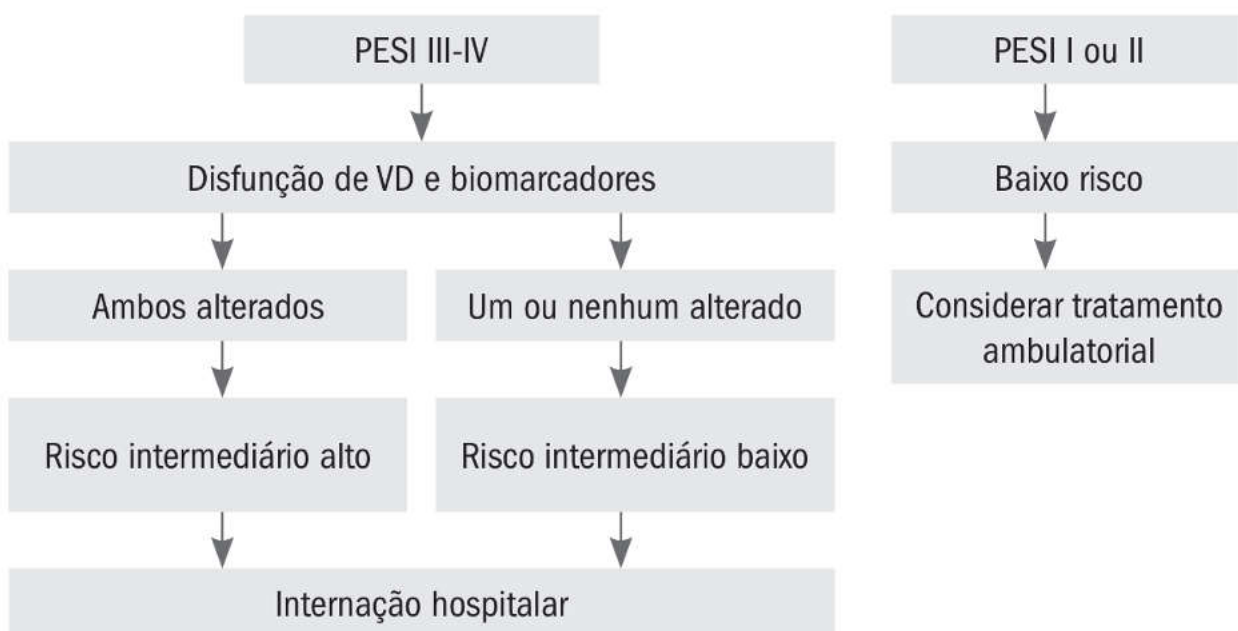 PESI III-IV
Disfunção de VD e biomarcadores
Ambos alterados
Um ou nenhum alterado
Risco intermediário alto
Risco intermediário baixo
Internação hospitalar
PESI I ou II
Baixo risco
Considerar tratamento
ambulatorial